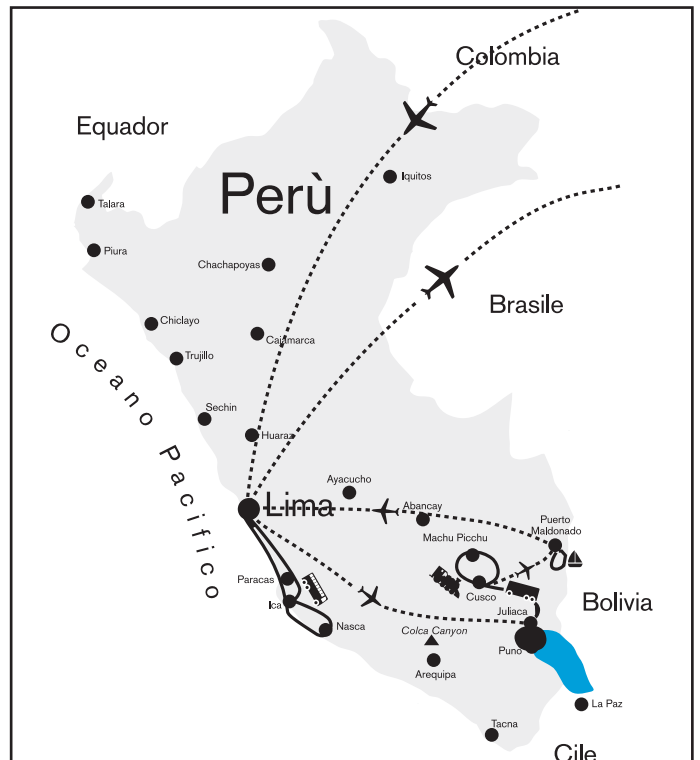 Colombia
Equador
Iquitos
Perù
Talara
Piura
Chachapoyas
Brasile
Chiclayo
Cajamarca
Trujillo
Oceano Pacifico
Sechin
Huaraz
Ayacucho
Lima
Abancay
Puerto
Maldonado
Machu Picchu
Paracas
Cusco
Ica
Juliaca
Bolivia
Nasca
Colca Canyon
Puno
Arequipa
La Paz
Tacna
Cile